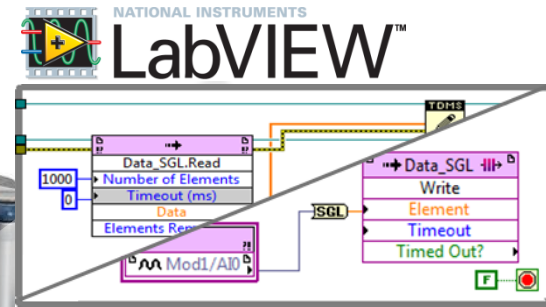 NATIONAL INSTRUMENTS
LabVIEW™
TDMS
Data_SGL.Read
1000
Number of Elements
0
Timeout (ms)
Data
Elements Re
Mod1/AI0
SGL
Data_SGL
Write
Element
Timeout
Timed Out?
F